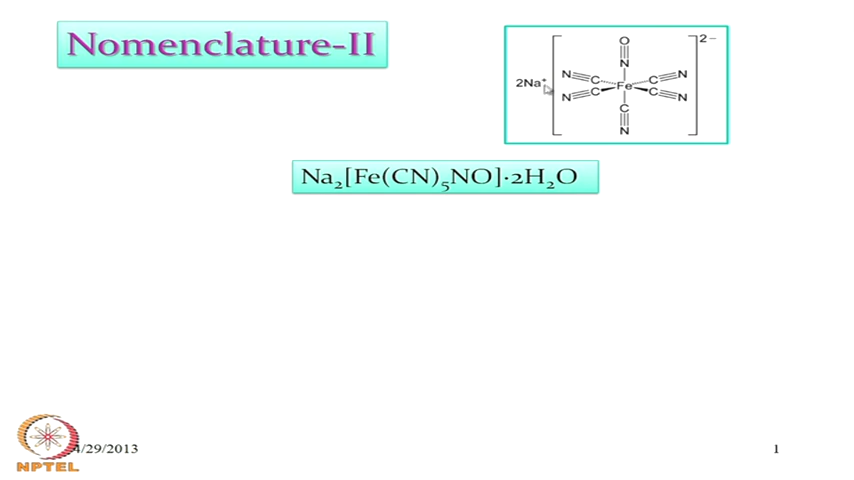 Nomenclature-II
2Na⁺
O
N
N C C N
Fe
N C C N
C
N
2−
Na₂[Fe(CN)₅NO]·2H₂O
4/29/2013
1
NPTEL